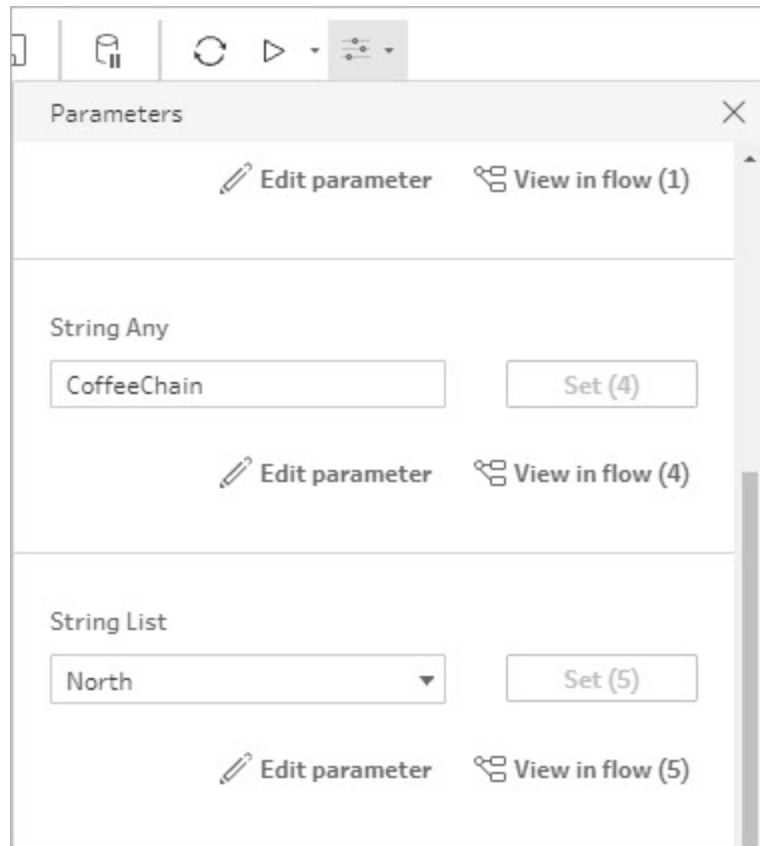 Parameters
Edit parameter View in flow (1)
String Any
CoffeeChain Set (4)
Edit parameter View in flow (4)
String List
North Set (5)
Edit parameter View in flow (5)